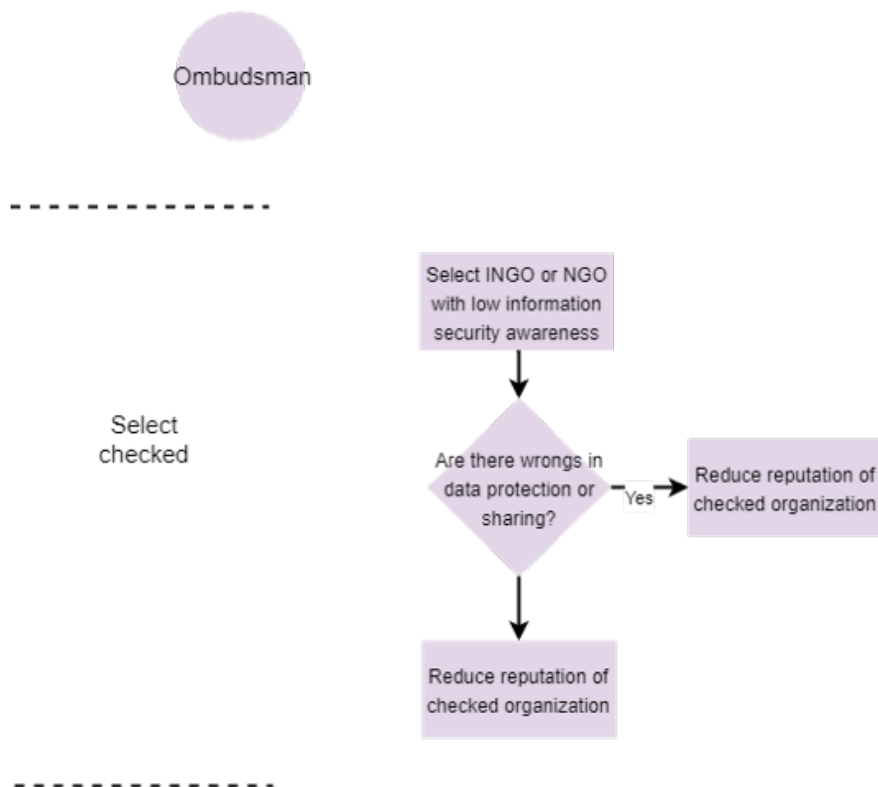 Ombudsman
Select INGO or NGO
with low information
security awareness
Select
checked
Are there wrongs in
data protection or
sharing?
Yes
Reduce reputation of
checked organization
Reduce reputation of
checked organization